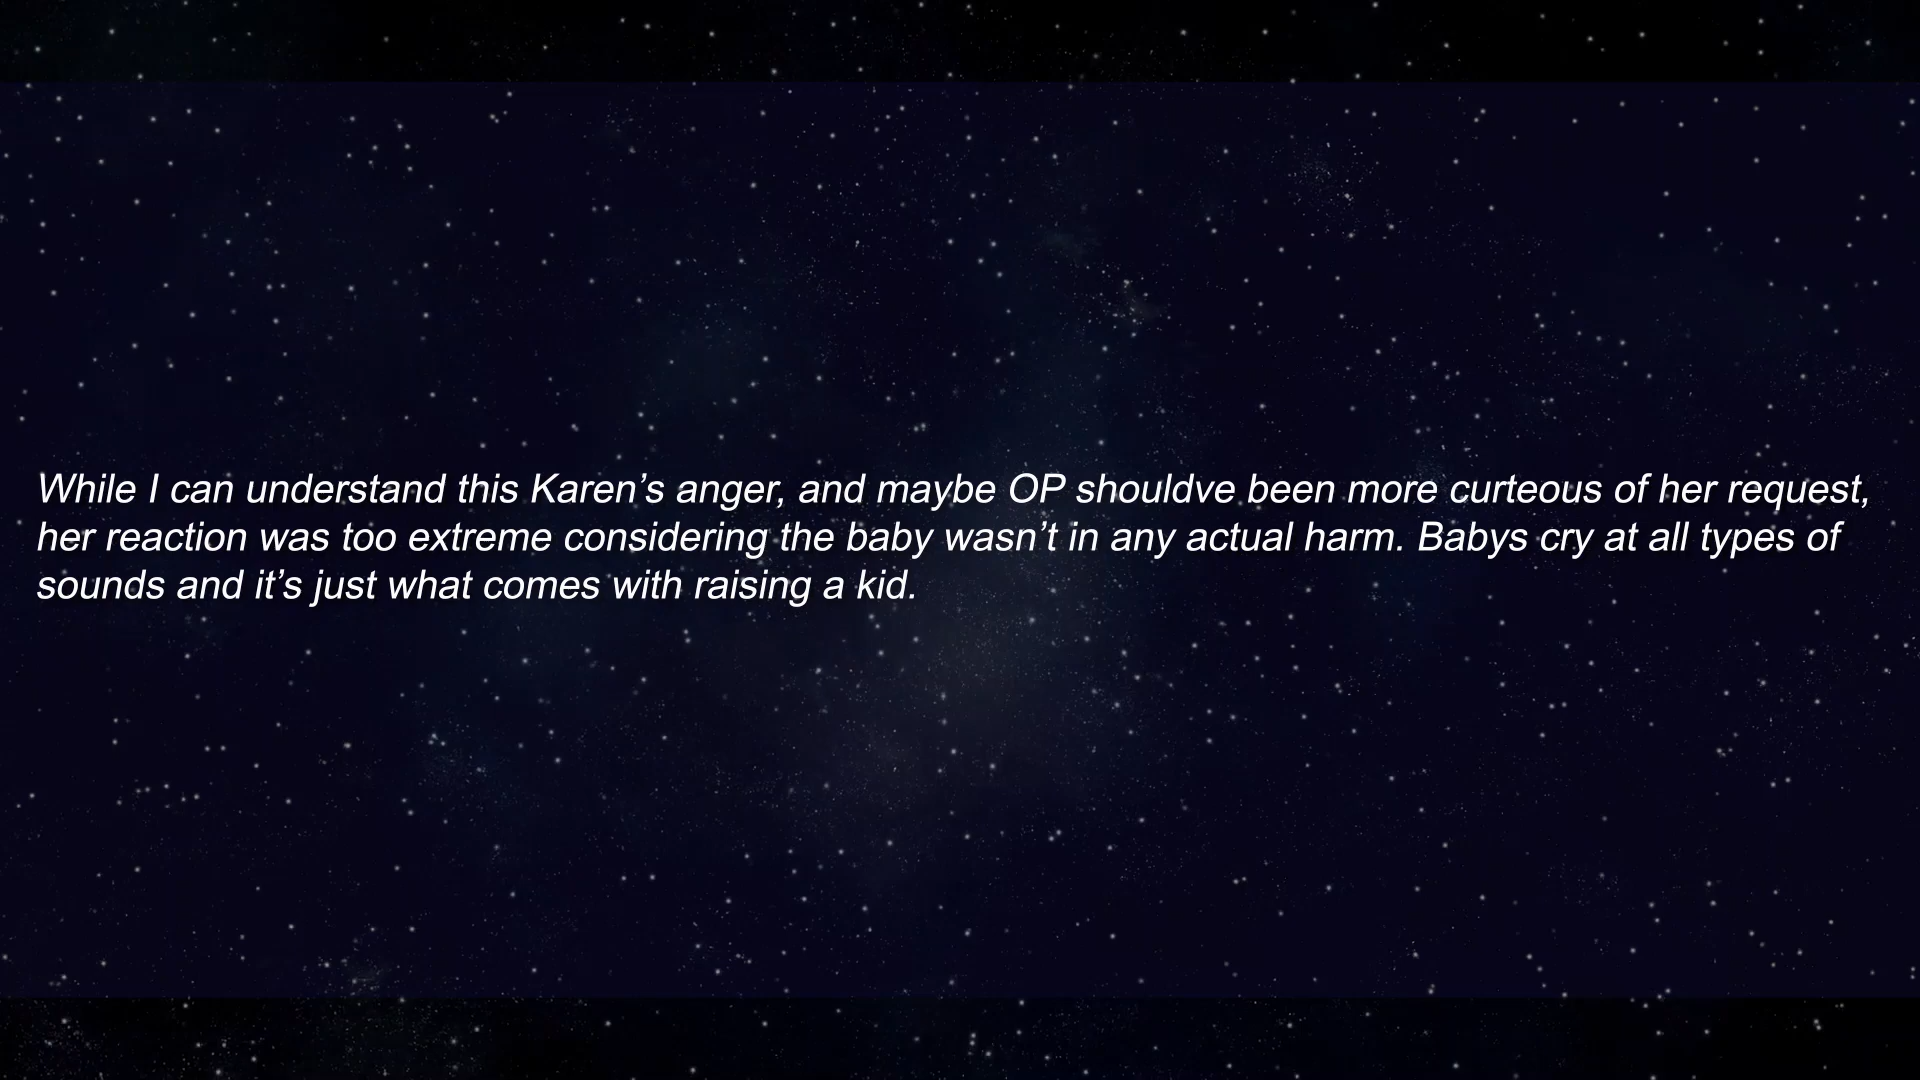 While I can understand this Karen’s anger, and maybe OP shouldve been more curteous of her request,
her reaction was too extreme considering the baby wasn’t in any actual harm. Babys cry at all types of
sounds and it’s just what comes with raising a kid.